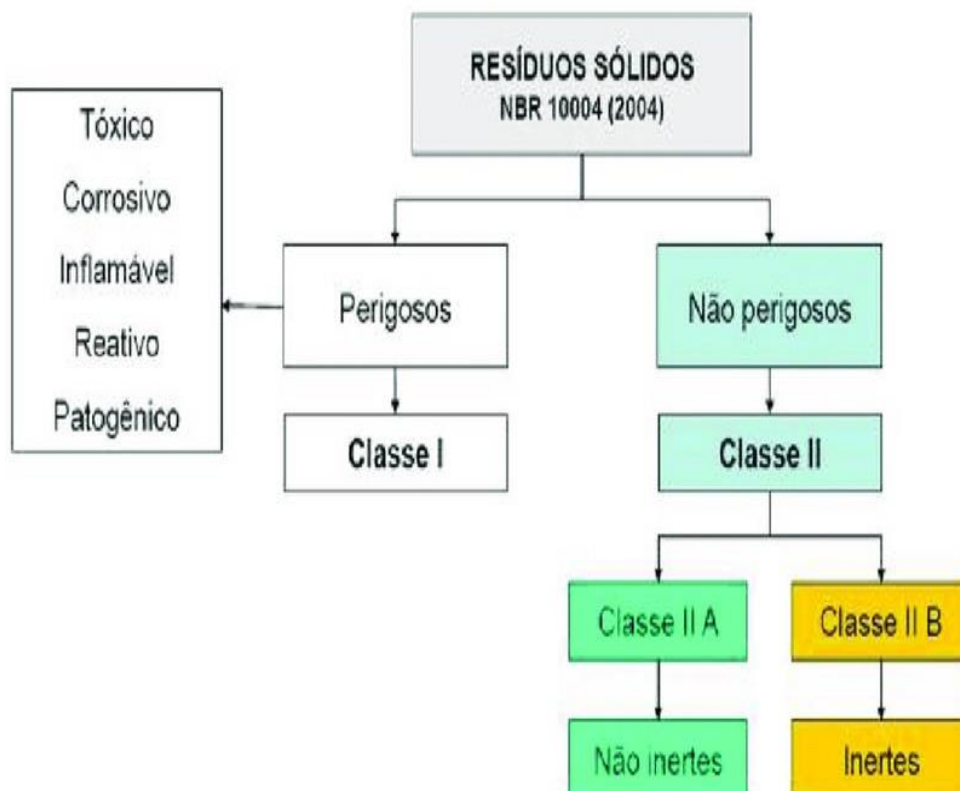 RESÍDUOS SÓLIDOS
NBR 10004 (2004)
Tóxico
Corrosivo
Inflamável
Reativo
Patogênico
Perigosos
Não perigosos
Classe I
Classe II
Classe II A
Classe II B
Não inertes
Inertes